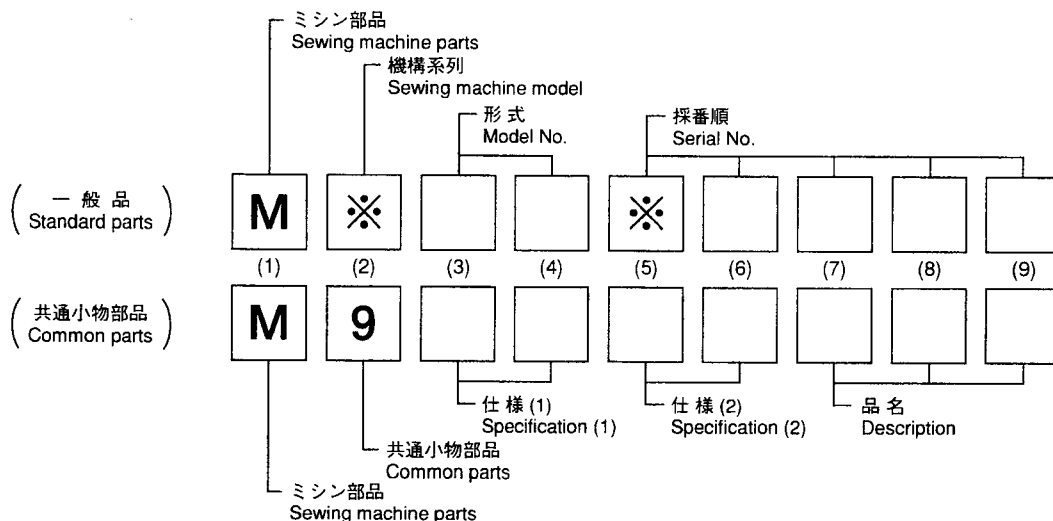 ミシン部品
Sewing machine parts
機構系列
Sewing machine model
形式
Model No.
採番順
Serial No.
(一般品
Standard parts)
M ※ ※
(1) (2) (3) (4) (5) (6) (7) (8) (9)
(共通小物部品
Common parts)
M 9
仕様(1)
Specification (1)
仕様(2)
Specification (2)
品名
Description
共通小物部品
Common parts
ミシン部品
Sewing machine parts